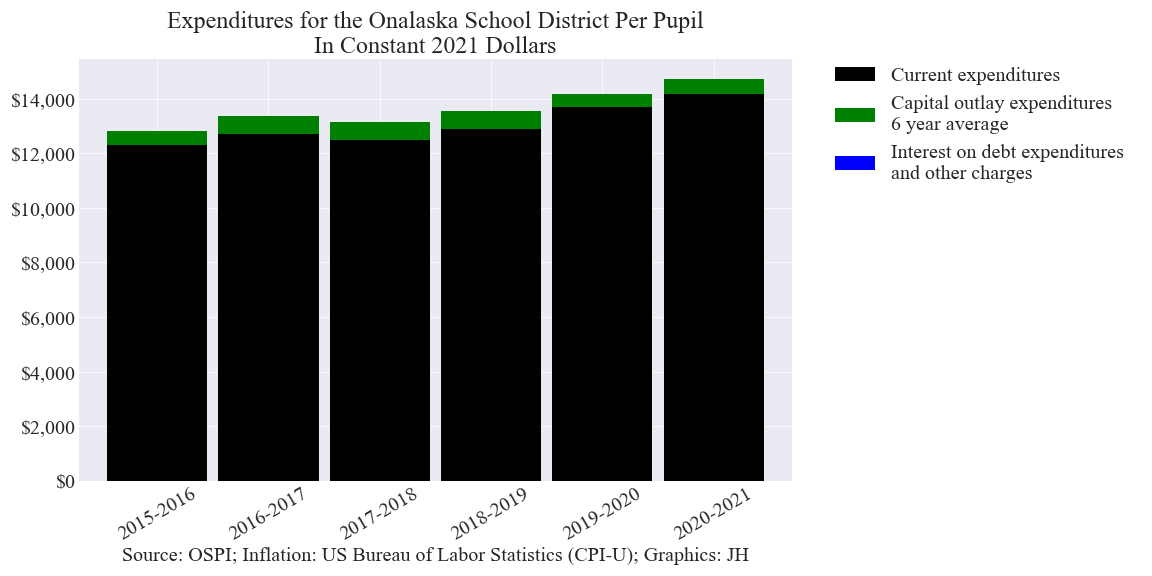 Expenditures for the Onalaska School District Per Pupil
In Constant 2021 Dollars
Current expenditures
Capital outlay expenditures
6 year average
Interest on debt expenditures
and other charges
$14,000
$12,000
$10,000
$8,000
$6,000
$4,000
$2,000
$0
2015-2016
2016-2017
2017-2018
2018-2019
2019-2020
2020-2021
Source: OSPI; Inflation: US Bureau of Labor Statistics (CPI-U); Graphics: JH